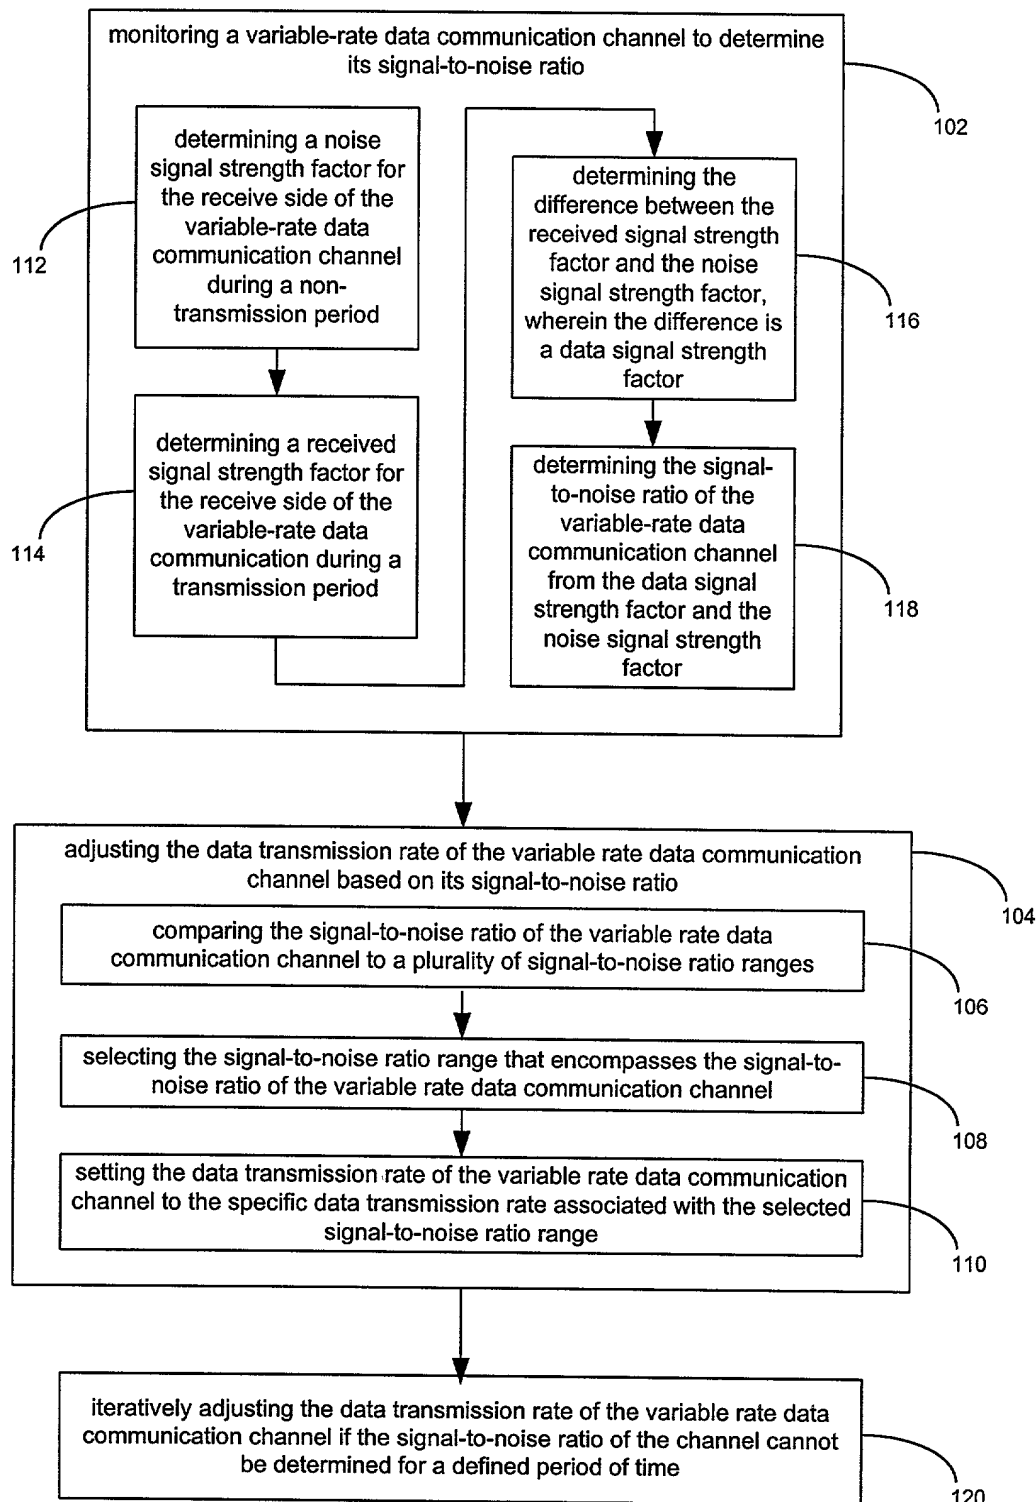 monitoring a variable-rate data communication channel to determine
its signal-to-noise ratio
102
determining a noise
signal strength factor for
the receive side of the
variable-rate data
communication channel
during a non-
transmission period
112
determining a received
signal strength factor for
the receive side of the
variable-rate data
communication during a
transmission period
114
determining the
difference between the
received signal strength
factor and the noise
signal strength factor,
wherein the difference is
a data signal strength
factor
116
determining the signal-
to-noise ratio of the
variable-rate data
communication channel
from the data signal
strength factor and the
noise signal strength
factor
118
adjusting the data transmission rate of the variable rate data communication
channel based on its signal-to-noise ratio
104
comparing the signal-to-noise ratio of the variable rate data
communication channel to a plurality of signal-to-noise ratio ranges
106
selecting the signal-to-noise ratio range that encompasses the signal-to-
noise ratio of the variable rate data communication channel
108
setting the data transmission rate of the variable rate data communication
channel to the specific data transmission rate associated with the selected
signal-to-noise ratio range
110
iteratively adjusting the data transmission rate of the variable rate data
communication channel if the signal-to-noise ratio of the channel cannot
be determined for a defined period of time
120